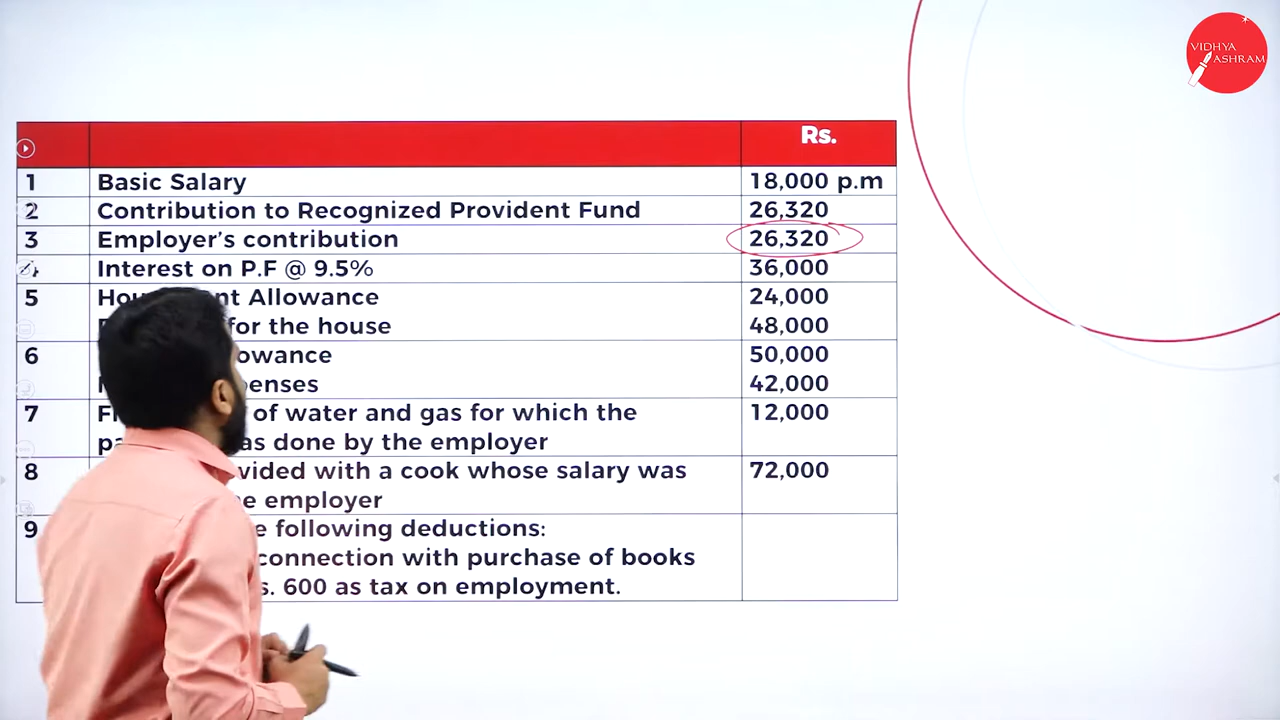 VIDHYA
ASHRAM
Rs.
1 Basic Salary 18,000 p.m
2 Contribution to Recognized Provident Fund 26,320
3 Employer's contribution 26,320
Interest on P.F @ 9.5% 36,000
5 nt Allowance 24,000
for the house 48,000
6 owance 50,000
enses 42,000
7 of water and gas for which the 12,000
as done by the employer
8 vided with a cook whose salary was 72,000
e employer
9 e following deductions:
connection with purchase of books
s. 600 as tax on employment.